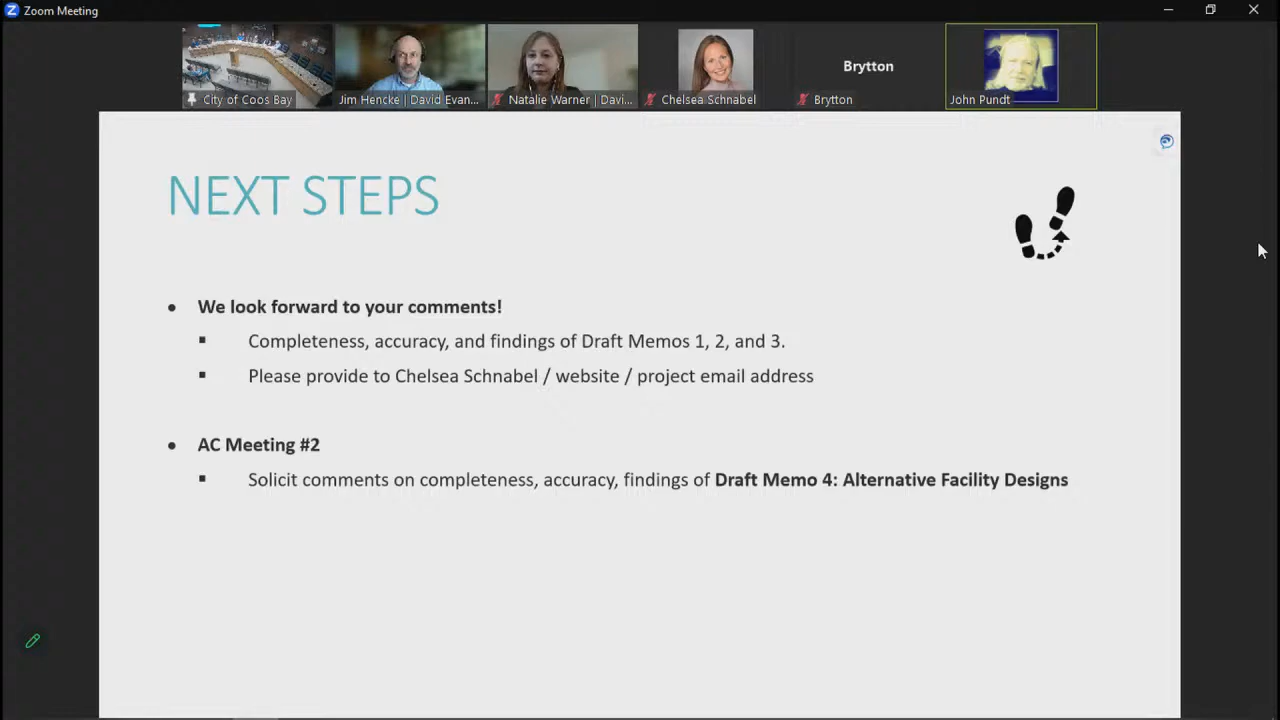 Zoom Meeting
Brytton
City of Coos Bay
Jim Hencke | David Evan...
Natalie Warner | Davi...
Chelsea Schnabel
Brytton
John Pundt
NEXT STEPS
• We look forward to your comments!
▪ Completeness, accuracy, and findings of Draft Memos 1, 2, and 3.
▪ Please provide to Chelsea Schnabel / website / project email address
• AC Meeting #2
▪ Solicit comments on completeness, accuracy, findings of Draft Memo 4: Alternative Facility Designs